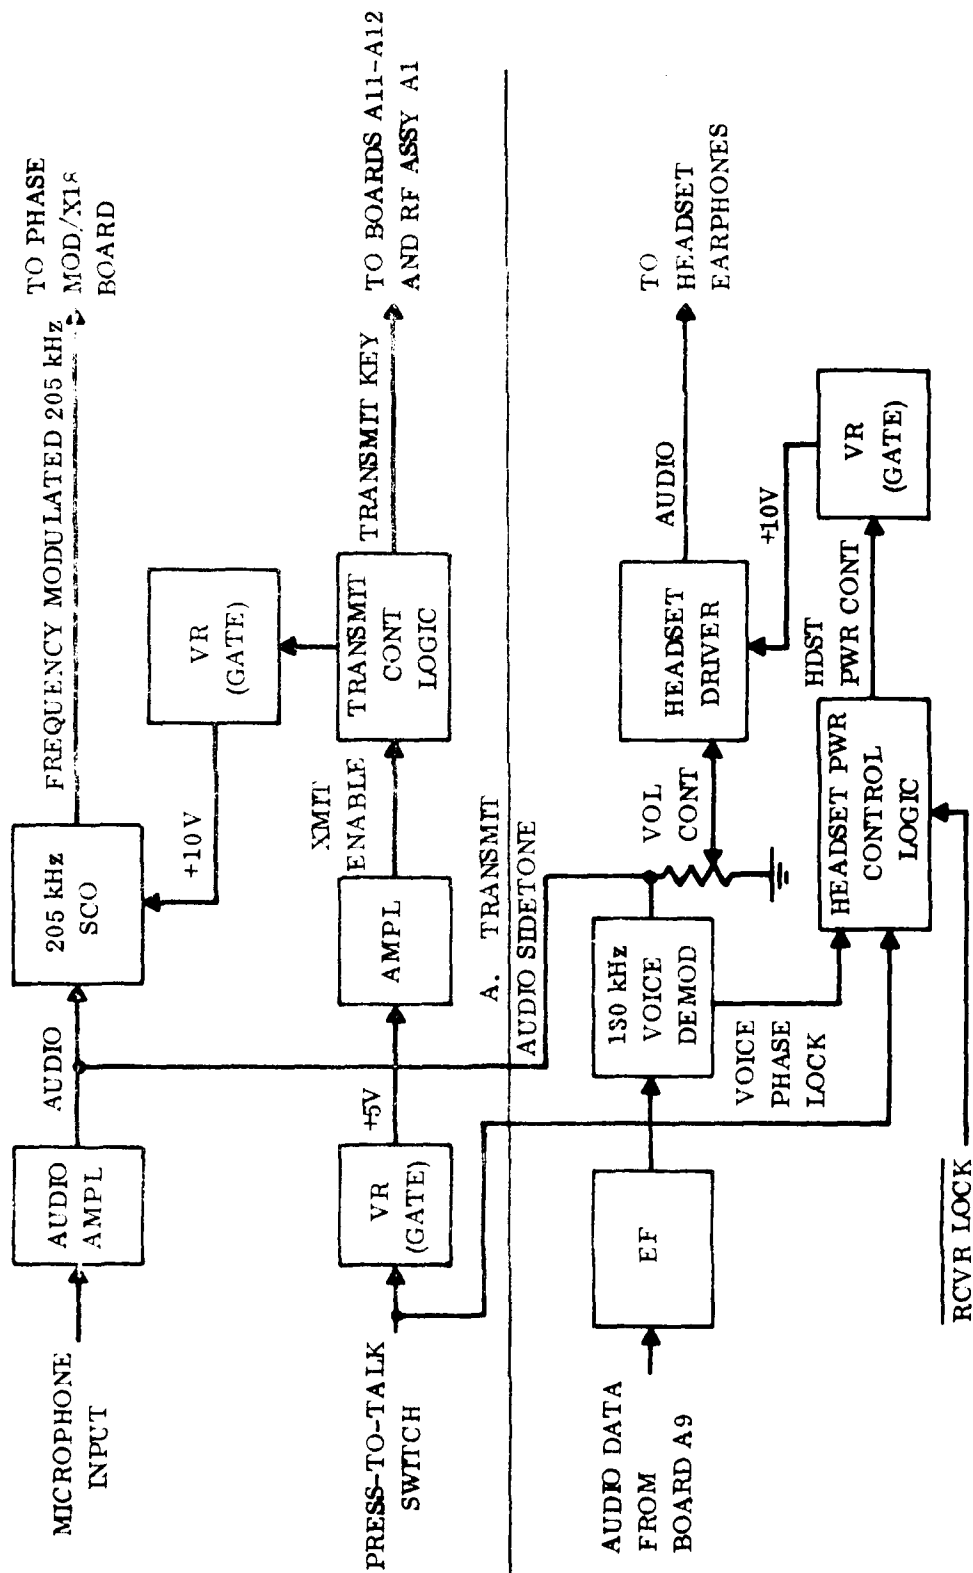 MICROPHONE
INPUT
AUDIO
AMPL
AUDIO
205 kHz
SCO
FREQUENCY MODULATED 205 kHz
TO PHASE
MOD/X18
BOARD
+10V
VR
(GATE)
PRESS-TO-TALK
SWITCH
VR
(GATE)
+5V
AMPL
XMIT
ENABLE
TRANSMIT
CONT
LOGIC
TRANSMIT KEY
TO BOARDS A11-A12
AND RF ASSY A1
A. TRANSMIT
AUDIO SIDETONE
AUDIO DATA
FROM
BOARD A9
EF
130 kHz
VOICE
DEMOD
VOL
CONT
HEADSET
DRIVER
AUDIO
TO
HEADSET
EARPHONES
VOICE
PHASE
LOCK
+10V
HEADSET PWR
CONTROL
LOGIC
HDST
PWR CONT
VR
(GATE)
RCVR LOCK